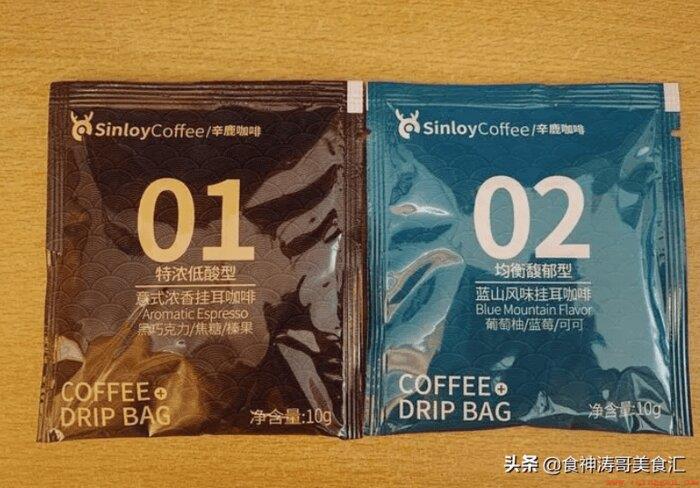 SinloyCoffee/辛鹿咖啡
01
特浓低酸型
意式浓香挂耳咖啡
Aromatic Espresso
黑巧克力/焦糖/榛果
COFFEE+
DRIP BAG
净含量:10g
SinloyCoffee/辛鹿咖啡
02
均衡馥郁型
蓝山风味挂耳咖啡
Blue Mountain Flavor
葡萄柚/蓝莓/可可
COFFEE+
DRIP BAG
净含量:10g
头条 @食神涛哥美食汇